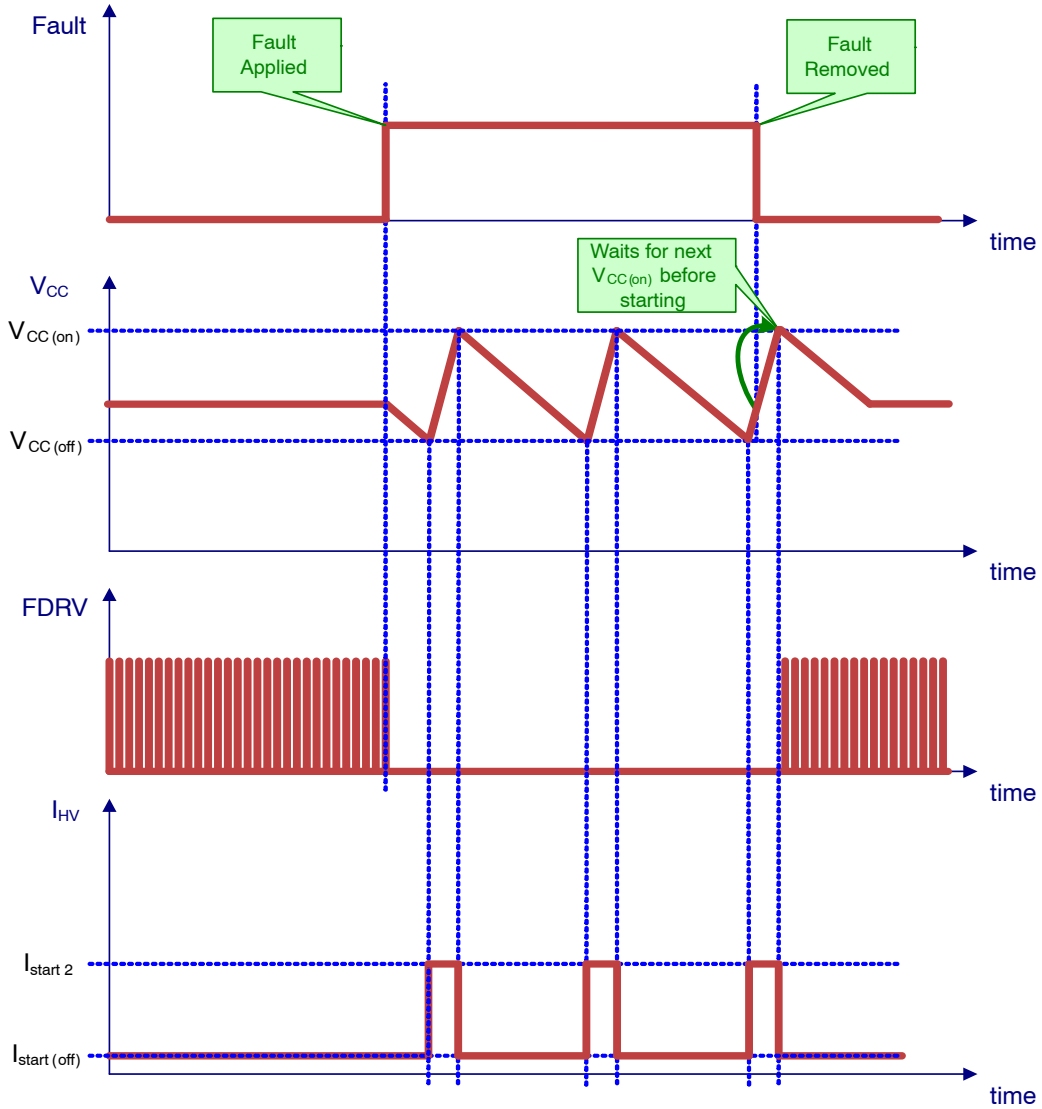 Fault
Fault
Applied
Fault
Removed
time
Waits for next
VCC(on) before
starting
VCC
VCC(on)
VCC(off)
time
FDRV
time
IHV
Istart 2
Istart(off)
time